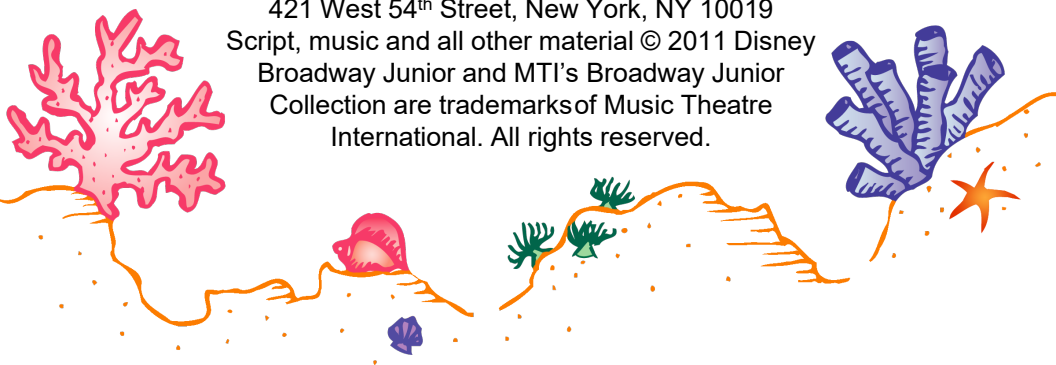 421 West 54th Street, New York, NY 10019
Script, music and all other material © 2011 Disney
Broadway Junior and MTI’s Broadway Junior
Collection are trademarksof Music Theatre
International. All rights reserved.